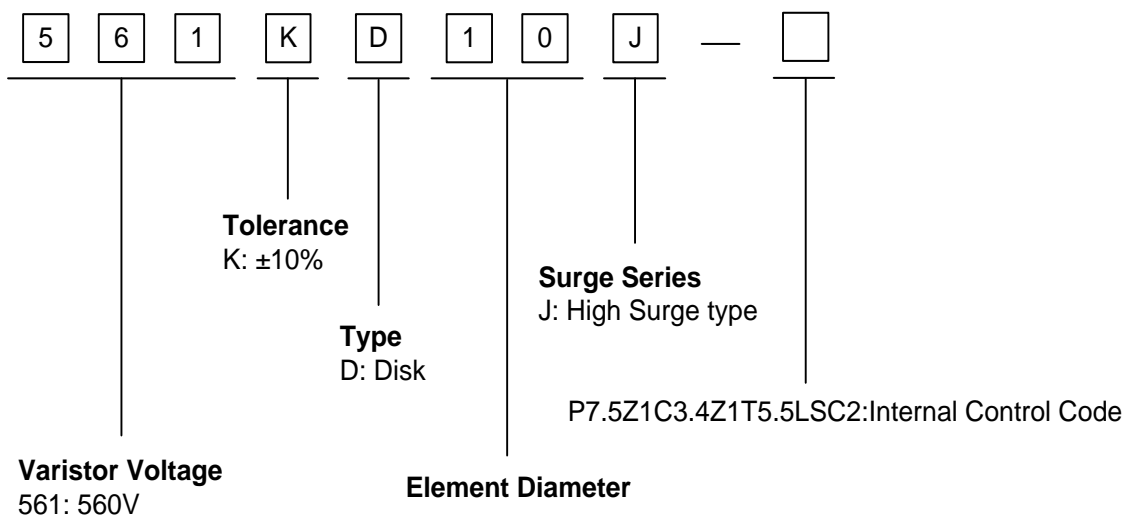 5 6 1 K D 1 0 J —
Tolerance
K: ±10%
Surge Series
J: High Surge type
Type
D: Disk
P7.5Z1C3.4Z1T5.5LSC2:Internal Control Code
Varistor Voltage
561: 560V
Element Diameter